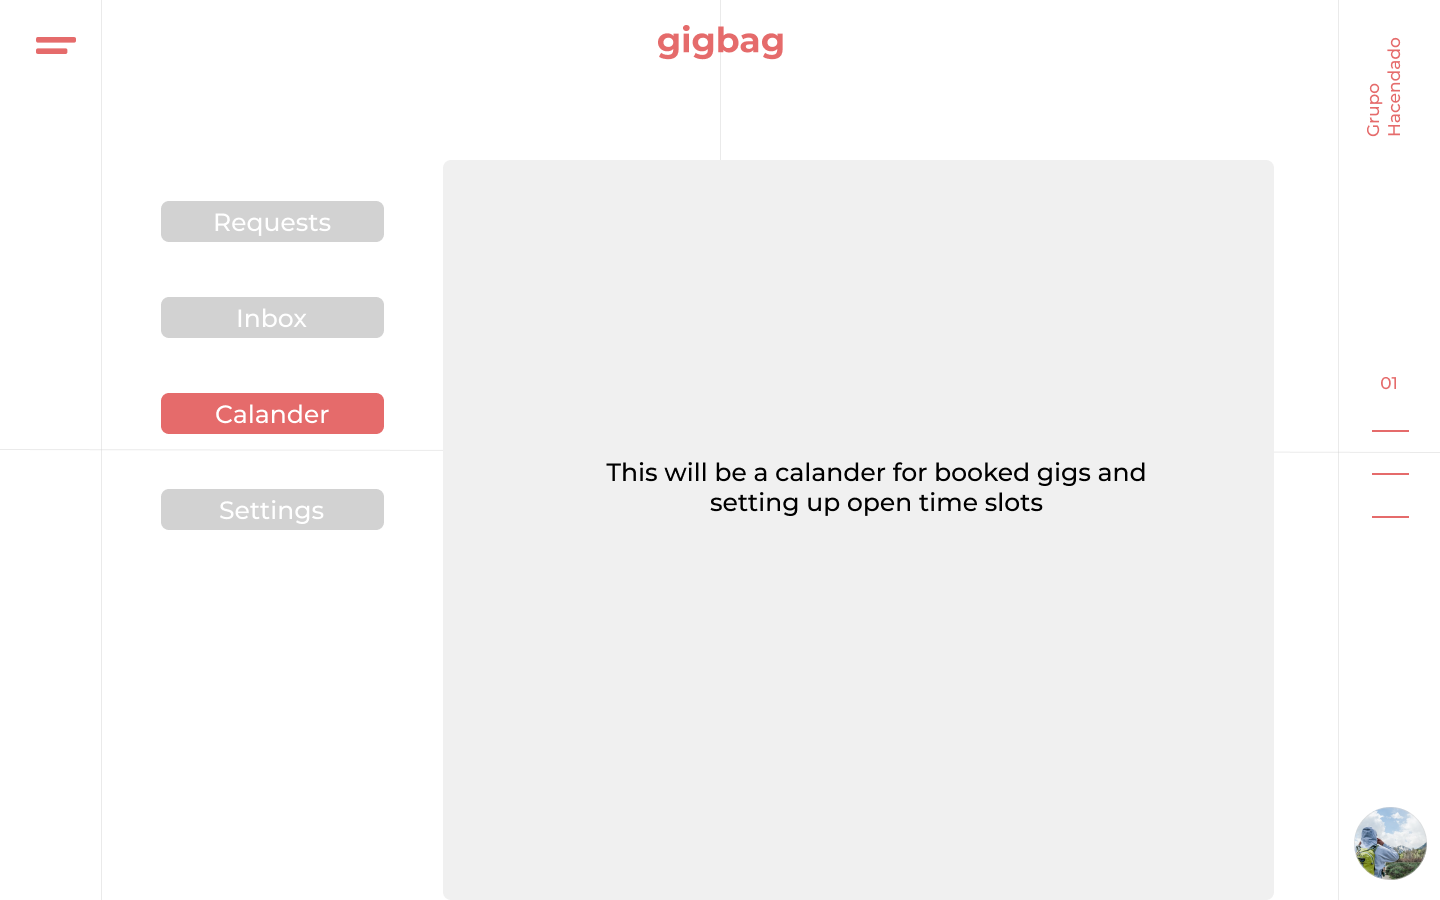 gigbag
Grupo
Hacendado
Requests
Inbox
Calander
Settings
This will be a calander for booked gigs and
setting up open time slots
01